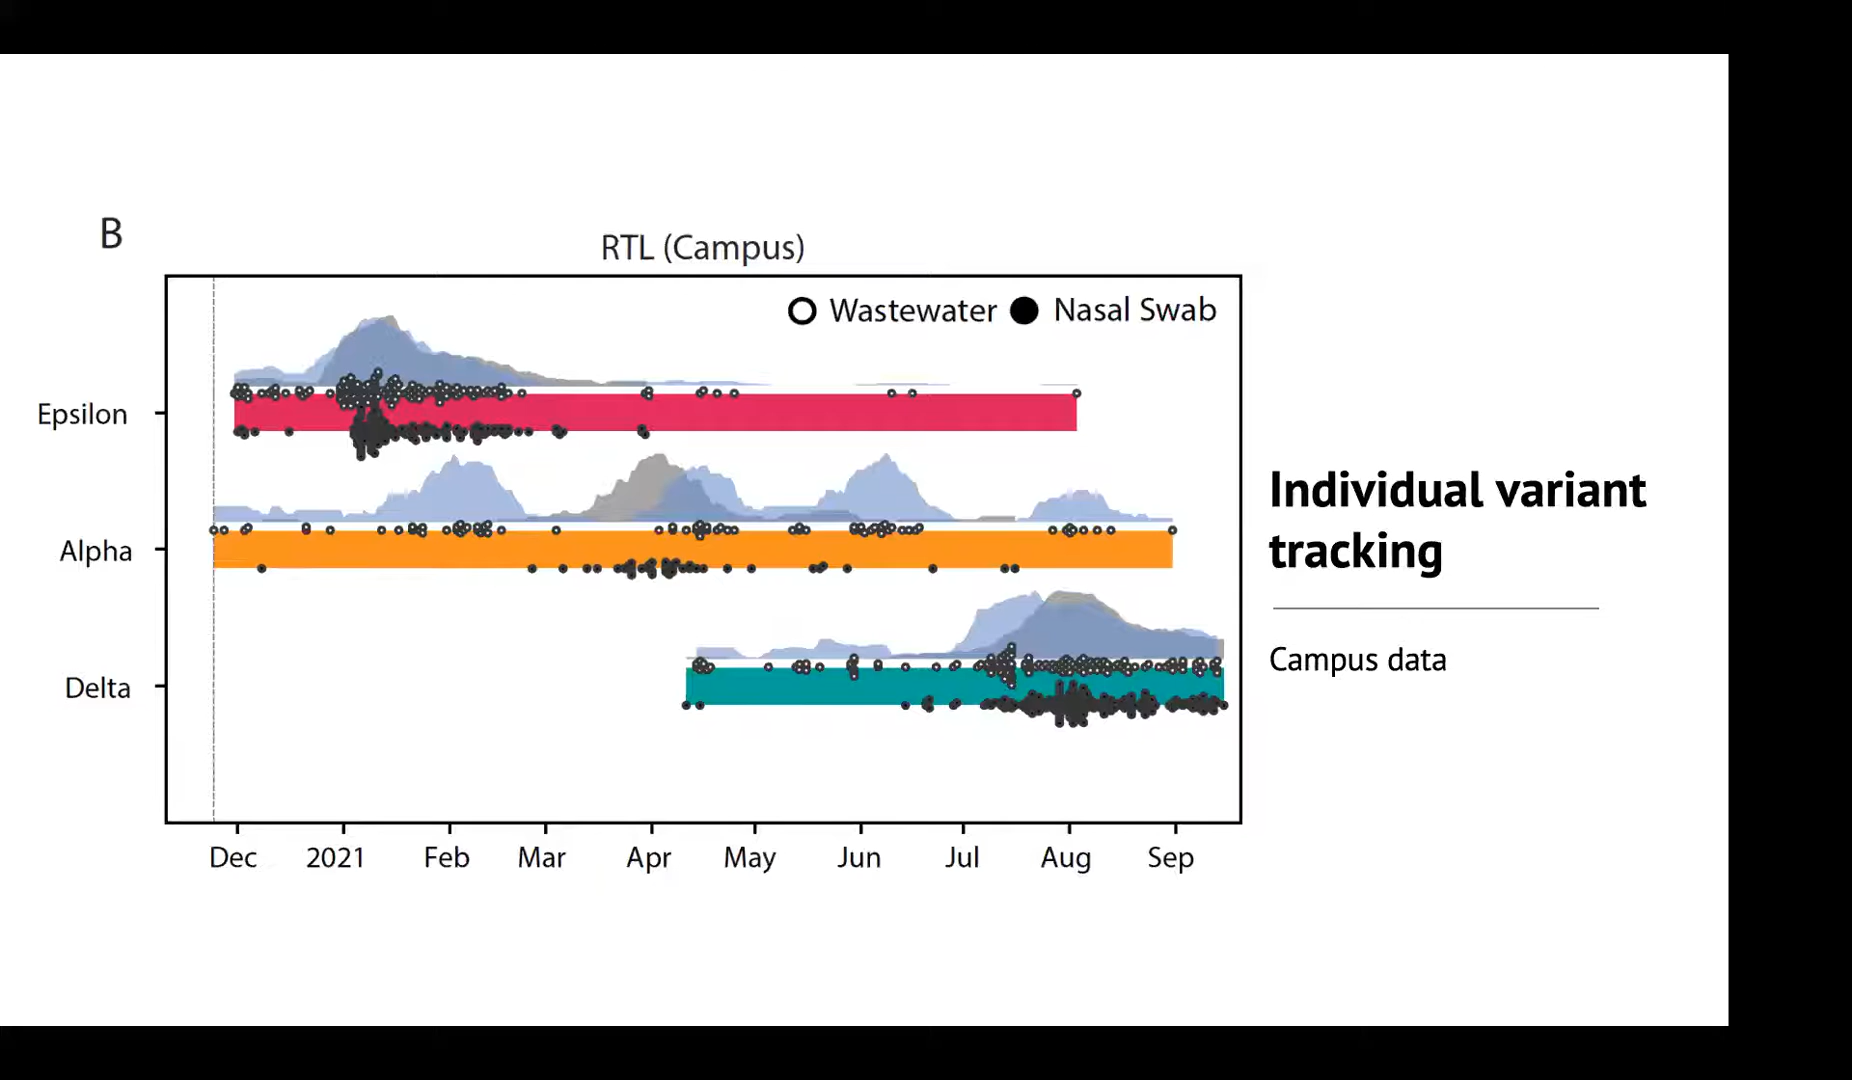 B
RTL (Campus)
Wastewater Nasal Swab
Epsilon
Alpha
Delta
Dec 2021 Feb Mar Apr May Jun Jul Aug Sep
Individual variant
tracking
Campus data